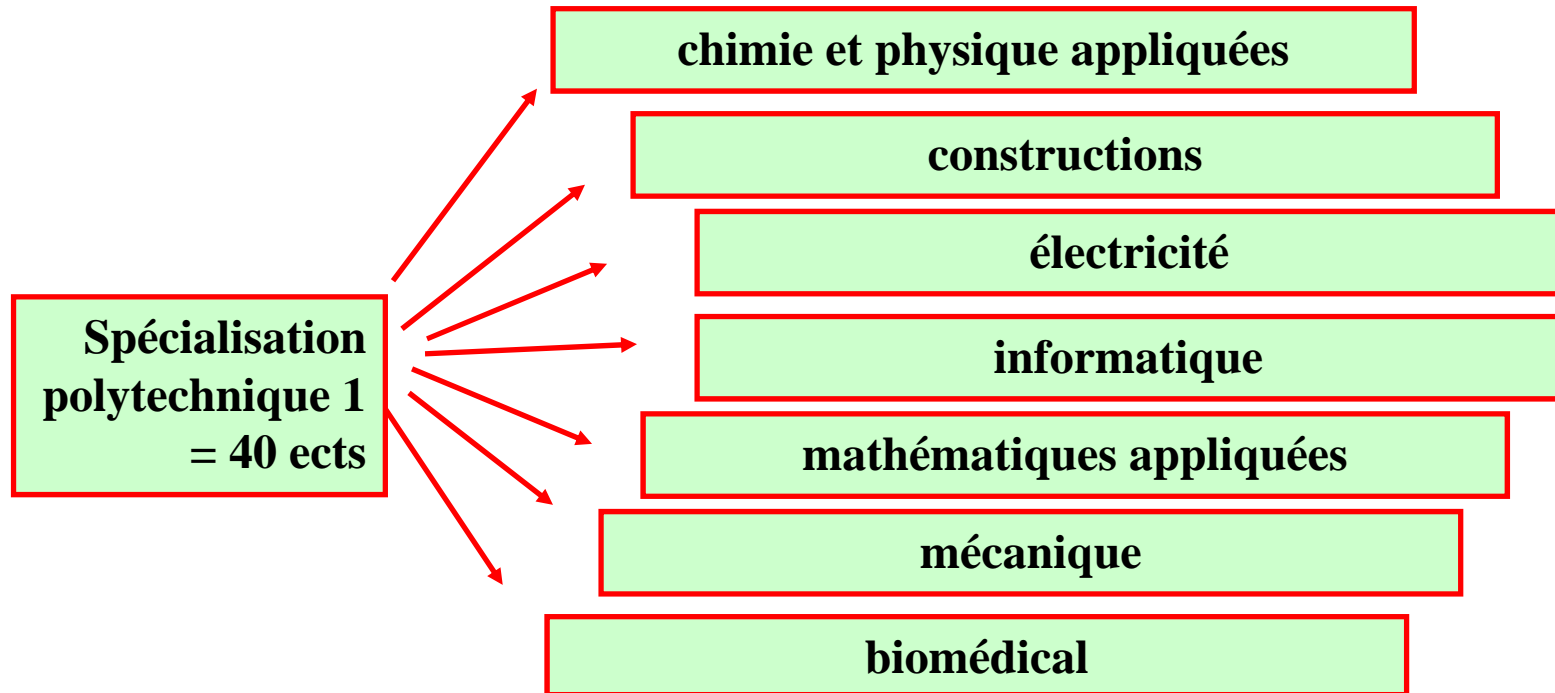 chimie et physique appliquées
constructions
électricité
informatique
Spécialisation
polytechnique 1
= 40 ects
mathématiques appliquées
mécanique
biomédical